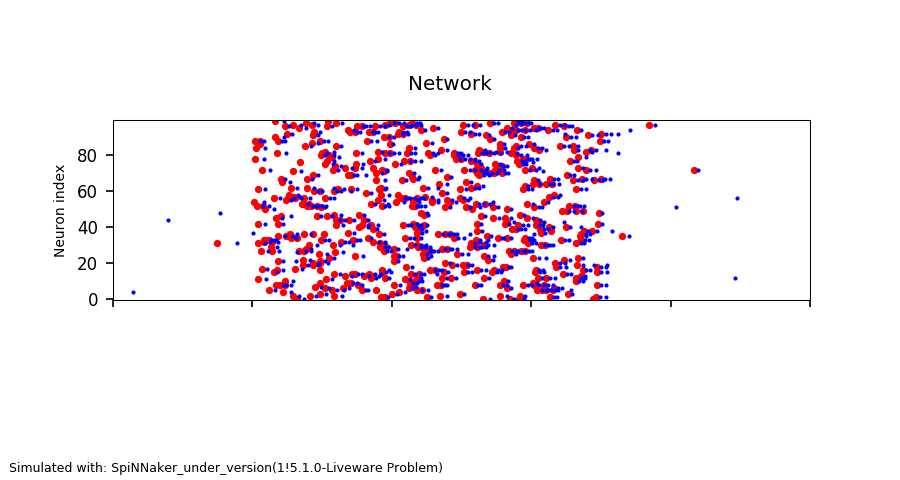 Network
Neuron index
80
60
40
20
0
Simulated with: SpiNNaker_under_version(1!5.1.0-Liveware Problem)